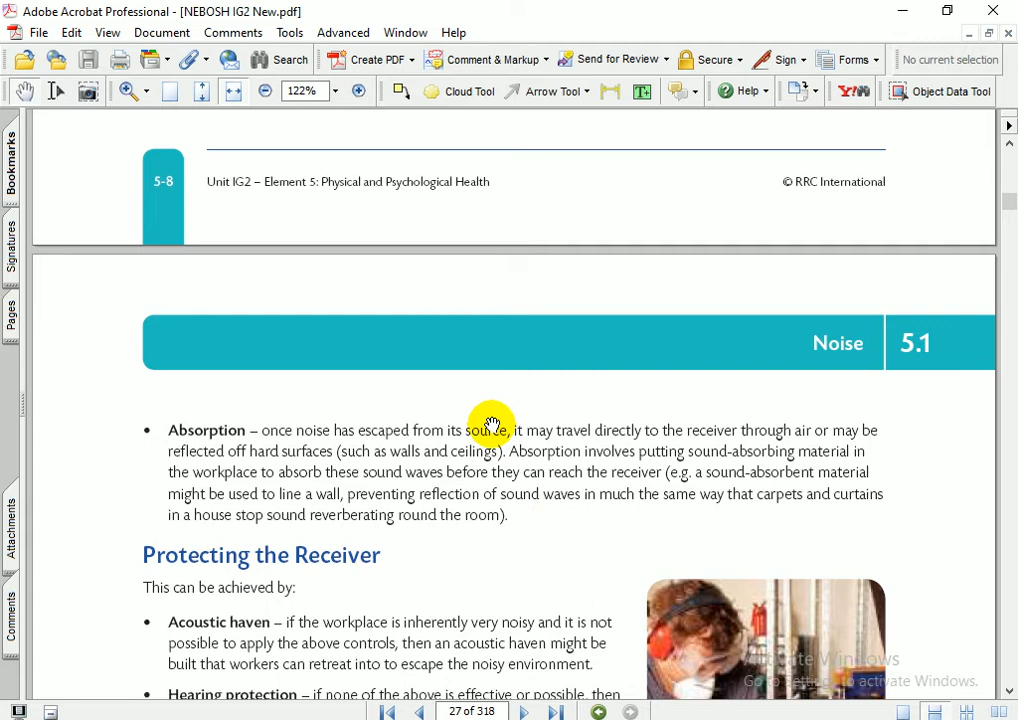 Adobe Acrobat Professional - [NEBOSH IG2 New.pdf]
File Edit View Document Comments Tools Advanced Window Help
Search Create PDF Comment & Markup Send for Review Secure Sign Forms No current selection
122% Cloud Tool Arrow Tool Help Y! Object Data Tool
Bookmarks
Signatures
Pages
Attachments
Comments
5-8 Unit IG2 – Element 5: Physical and Psychological Health © RRC International
Noise 5.1
• Absorption – once noise has escaped from its source, it may travel directly to the receiver through air or may be
reflected off hard surfaces (such as walls and ceilings). Absorption involves putting sound-absorbing material in
the workplace to absorb these sound waves before they can reach the receiver (e.g. a sound-absorbent material
might be used to line a wall, preventing reflection of sound waves in much the same way that carpets and curtains
in a house stop sound reverberating round the room).
Protecting the Receiver
This can be achieved by:
• Acoustic haven – if the workplace is inherently very noisy and it is not
possible to apply the above controls, then an acoustic haven might be
built that workers can retreat into to escape the noisy environment.
• Hearing protection – if none of the above is effective or possible, then
Activate Windows
Go to Settings to activate Windows.
27 of 318